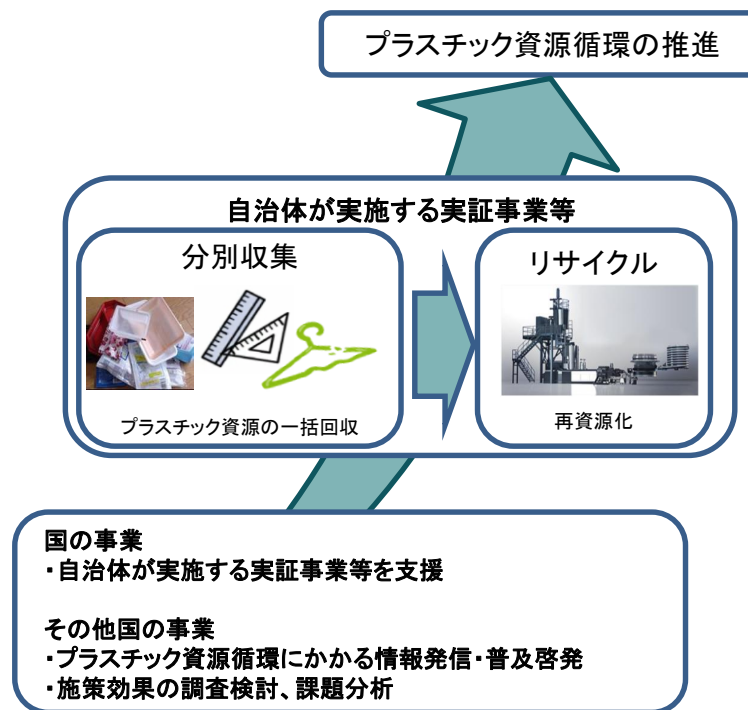 プラスチック資源循環の推進
自治体が実施する実証事業等
分別収集
プラスチック資源の一括回収
リサイクル
再資源化
国の事業
・自治体が実施する実証事業等を支援
その他国の事業
・プラスチック資源循環にかかる情報発信・普及啓発
・施策効果の調査検討、課題分析